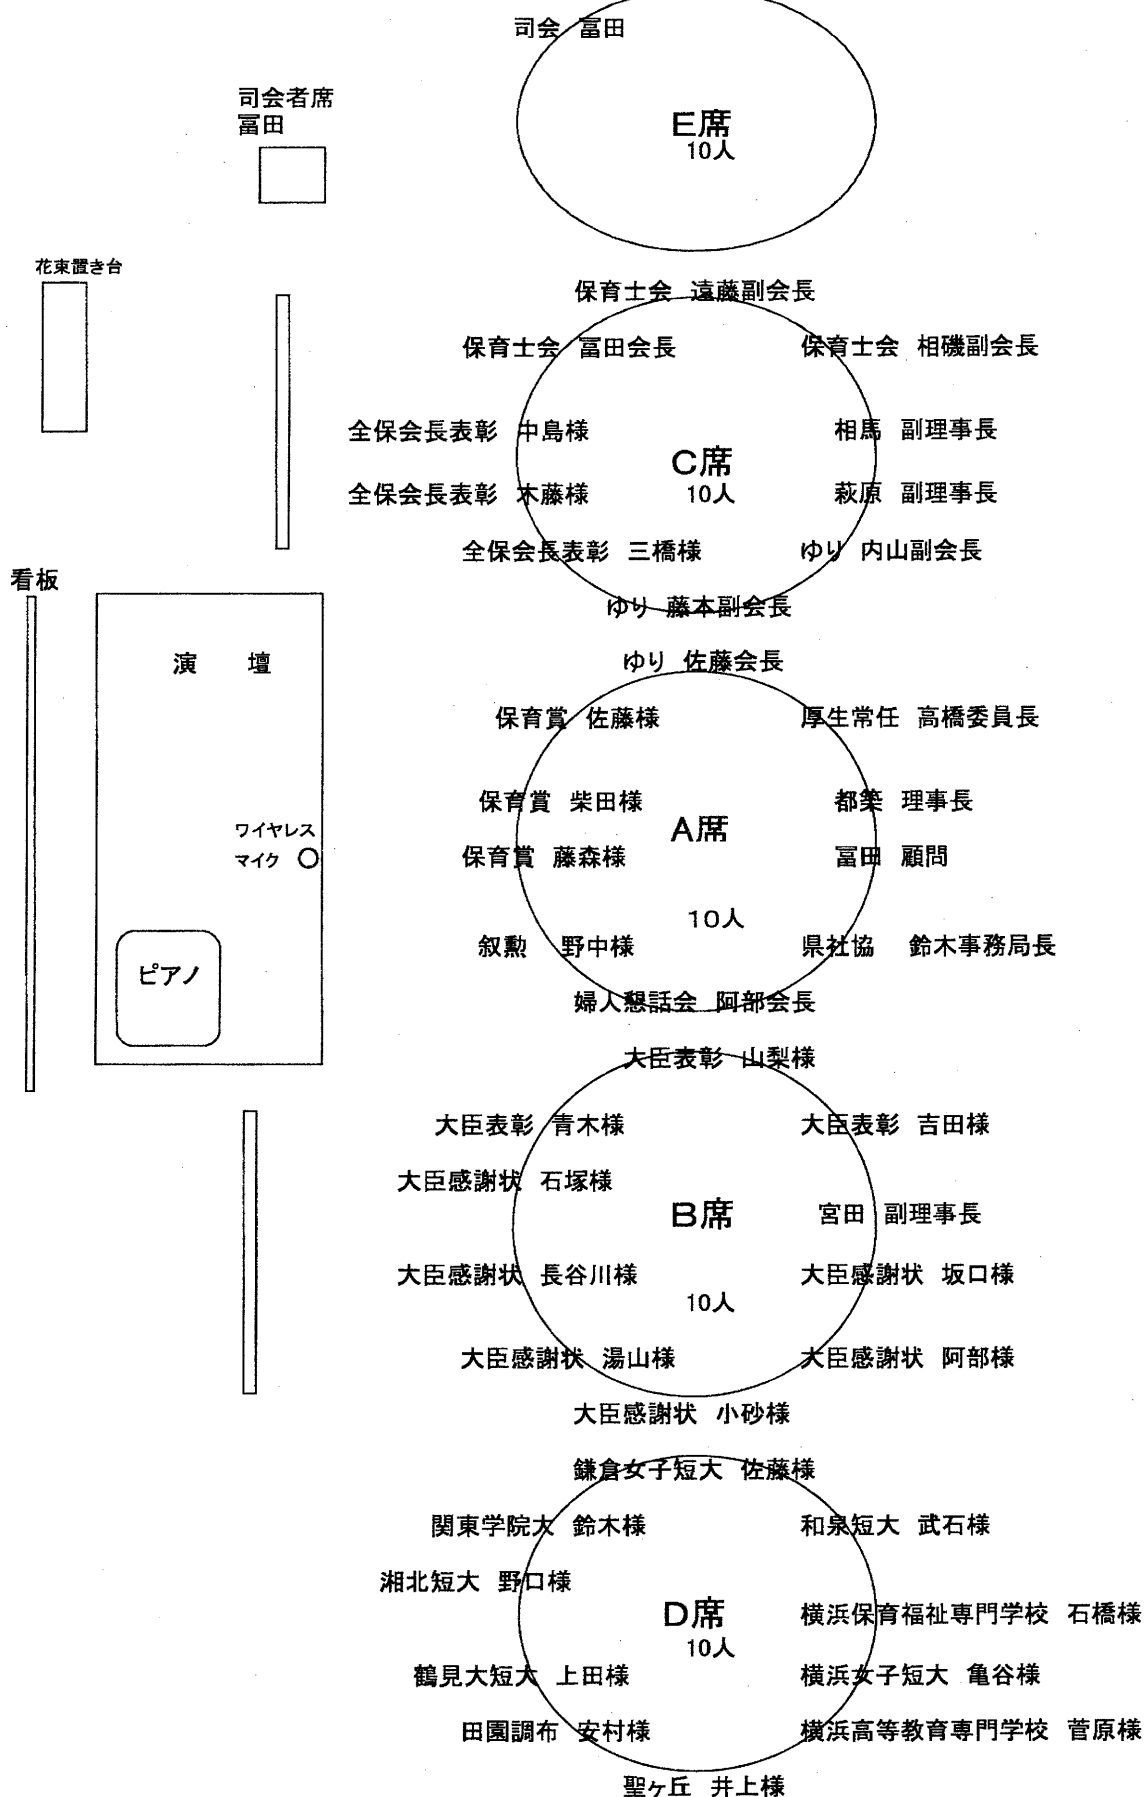 司会 冨田
司会者席
冨田
E席
10人
花束置き台
保育士会 遠藤副会長
保育士会 冨田会長
保育士会 相磯副会長
全保会長表彰 中島様
相馬 副理事長
C席
全保会長表彰 木藤様
10人
萩原 副理事長
全保会長表彰 三橋様
ゆり 内山副会長
看板
ゆり 藤本副会長
演 壇
ゆり 佐藤会長
保育賞 佐藤様
厚生常任 高橋委員長
保育賞 柴田様
都築 理事長
ワイヤレス
マイク
A席
保育賞 藤森様
冨田 顧問
10人
叙勲 野中様
県社協 鈴木事務局長
ピアノ
婦人懇話会 阿部会長
大臣表彰 山梨様
大臣表彰 青木様
大臣表彰 吉田様
大臣感謝状 石塚様
B席
宮田 副理事長
大臣感謝状 長谷川様
大臣感謝状 坂口様
10人
大臣感謝状 湯山様
大臣感謝状 阿部様
大臣感謝状 小砂様
鎌倉女子短大 佐藤様
関東学院大 鈴木様
和泉短大 武石様
湘北短大 野口様
D席
10人
横浜保育福祉専門学校 石橋様
鶴見大短大 上田様
横浜女子短大 亀谷様
田園調布 安村様
横浜高等教育専門学校 菅原様
聖ヶ丘 井上様